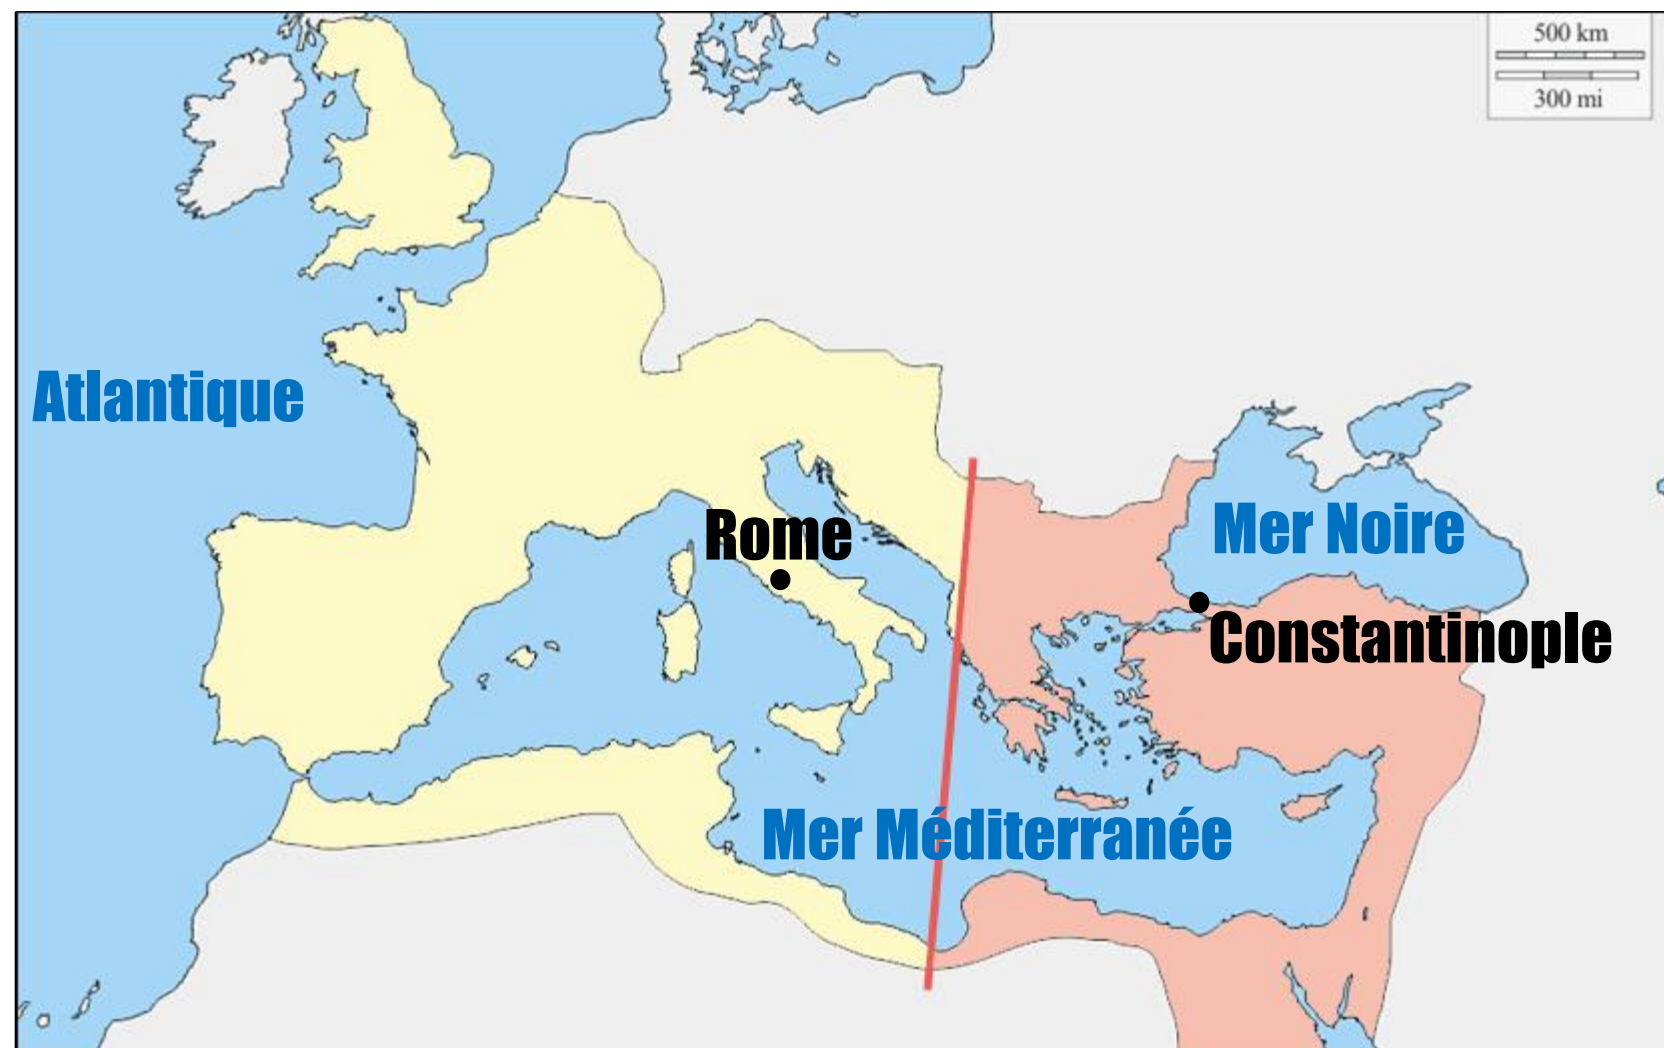 500 km
300 mi
Atlantique
Rome
Mer Noire
Constantinople
Mer Méditerranée